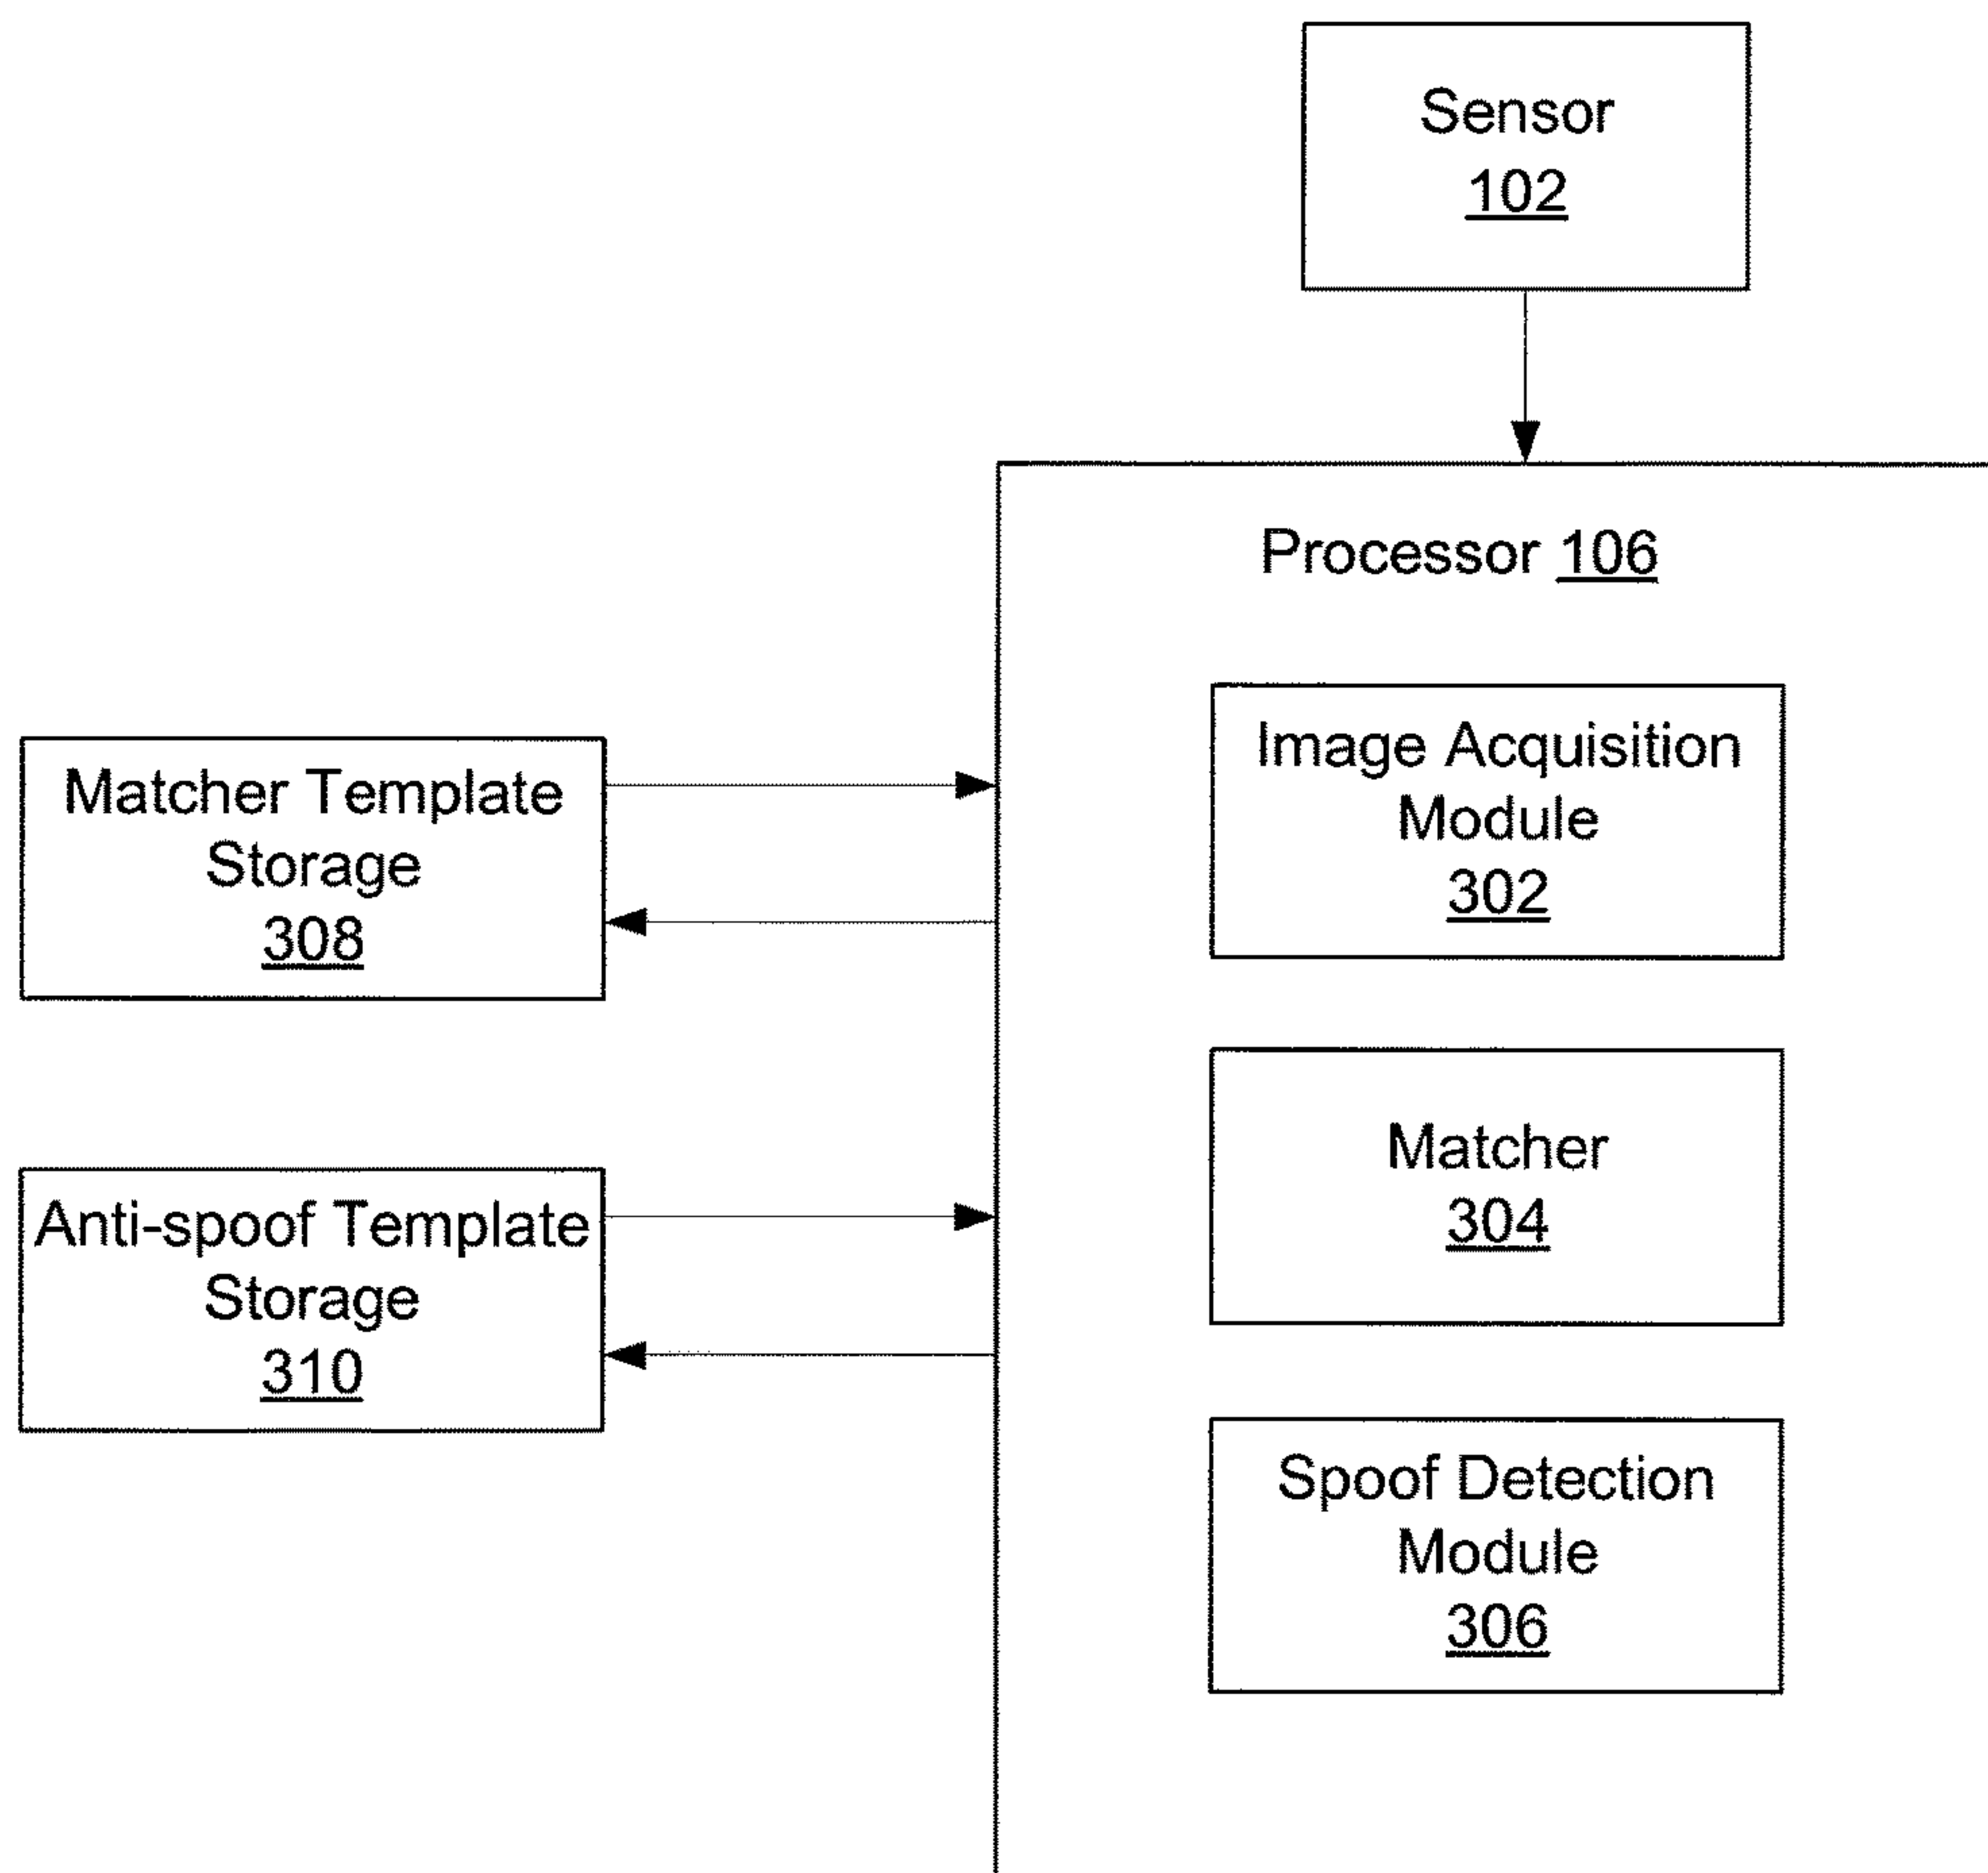 Sensor
102
Processor 106
Image Acquisition
Module
302
Matcher Template
Storage
308
Matcher
304
Anti-spoof Template
Storage
310
Spoof Detection
Module
306